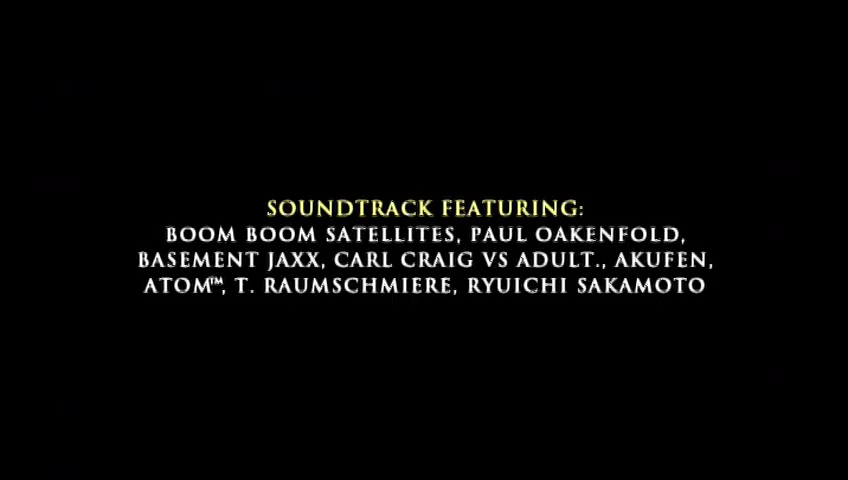 SOUNDTRACK FEATURING:
BOOM BOOM SATELLITES, PAUL OAKENFOLD,
BASEMENT JAXX, CARL CRAIG VS ADULT., AKUFEN,
ATOM™, T. RAUMSCHMIERE, RYUICHI SAKAMOTO